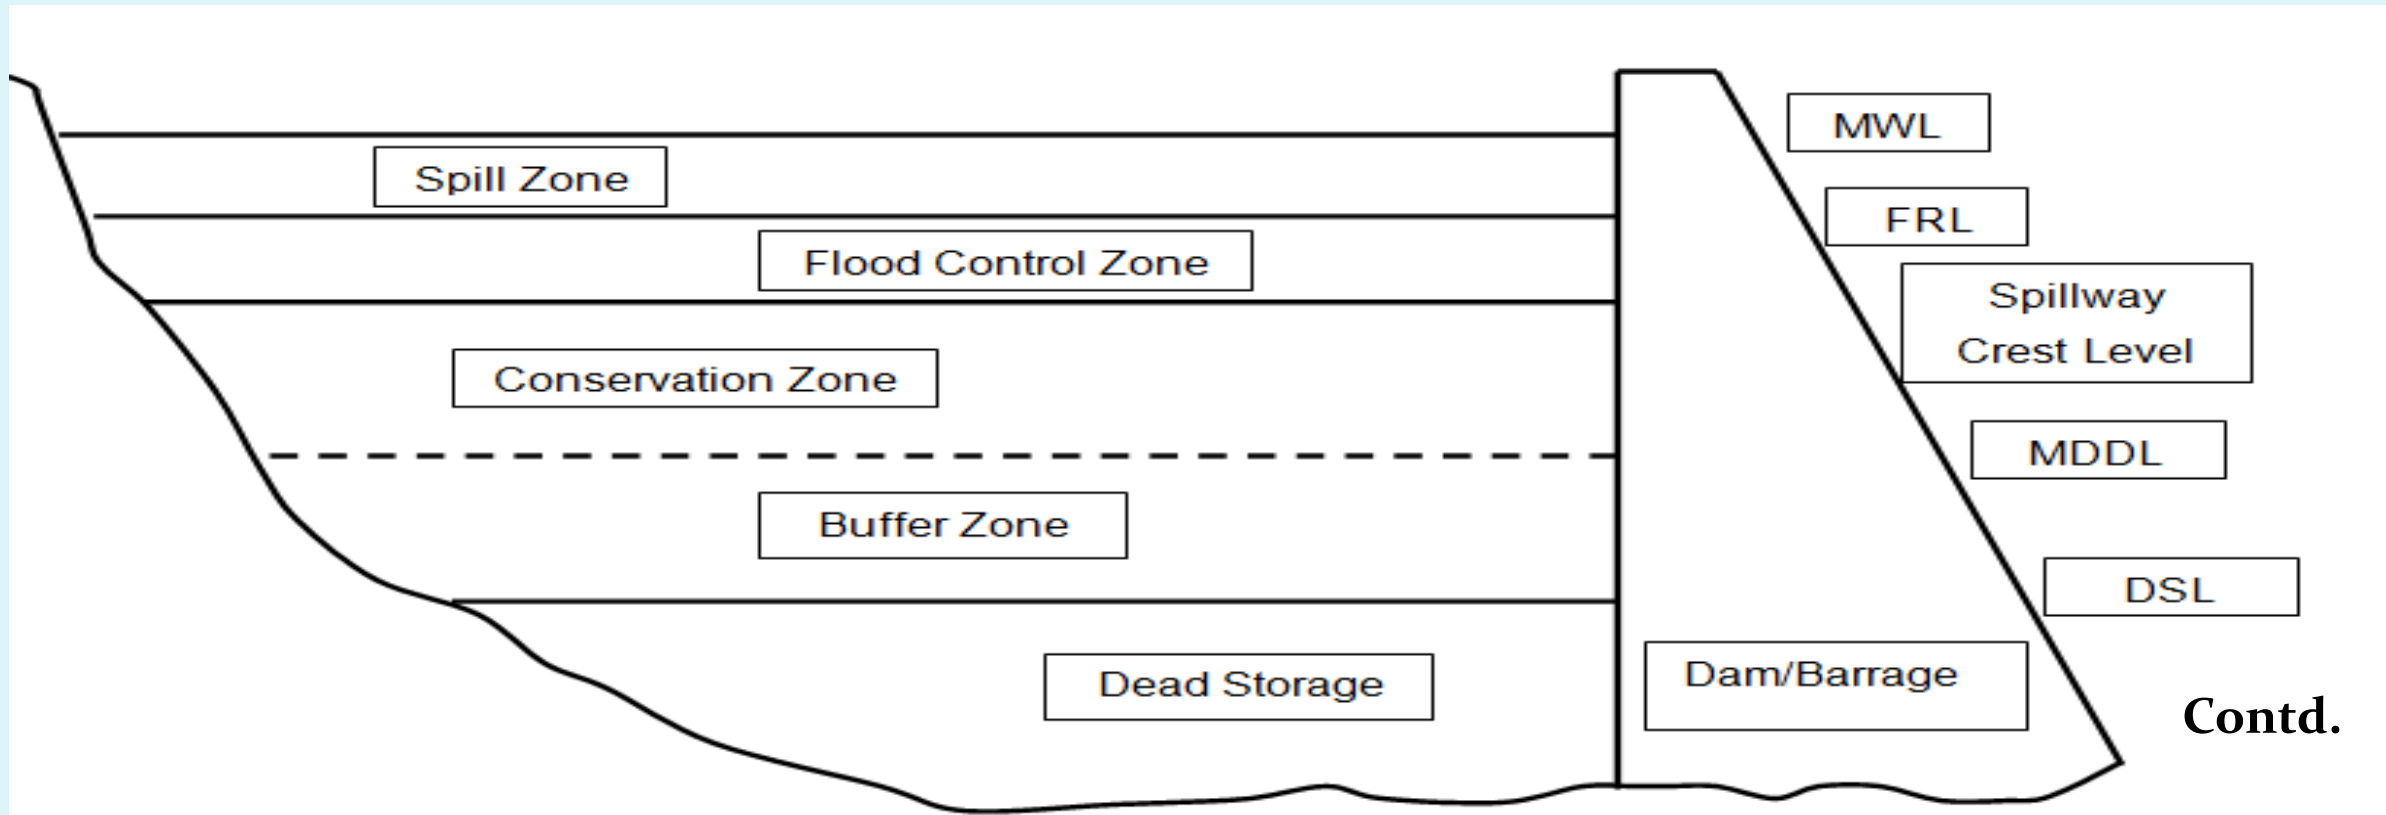 MWL
Spill Zone
FRL
Flood Control Zone
Spillway
Crest Level
Conservation Zone
MDDL
Buffer Zone
DSL
Dead Storage
Dam/Barrage
Contd.